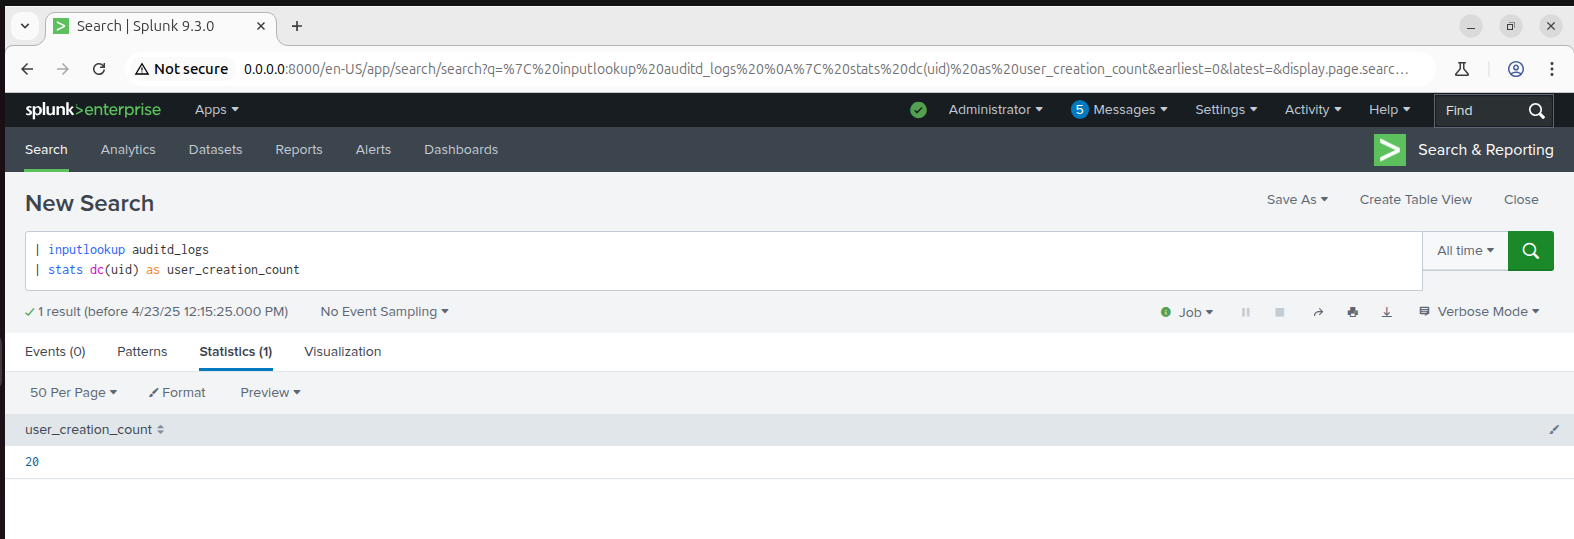 Search | Splunk 9.3.0
Not secure 0.0.0.0:8000/en-US/app/search/search?q=%7C%20inputlookup%20auditd_logs%20%0A%7C%20stats%20dc(uid)%20as%20user_creation_count&earliest=0&latest=&display.page.searc...
splunk>enterprise Apps Administrator 5 Messages Settings Activity Help Find
Search Analytics Datasets Reports Alerts Dashboards > Search & Reporting
New Search Save As Create Table View Close
| inputlookup auditd_logs All time
| stats dc(uid) as user_creation_count
1 result (before 4/23/25 12:15:25.000 PM) No Event Sampling Job Verbose Mode
Events (0) Patterns Statistics (1) Visualization
50 Per Page Format Preview
user_creation_count
20